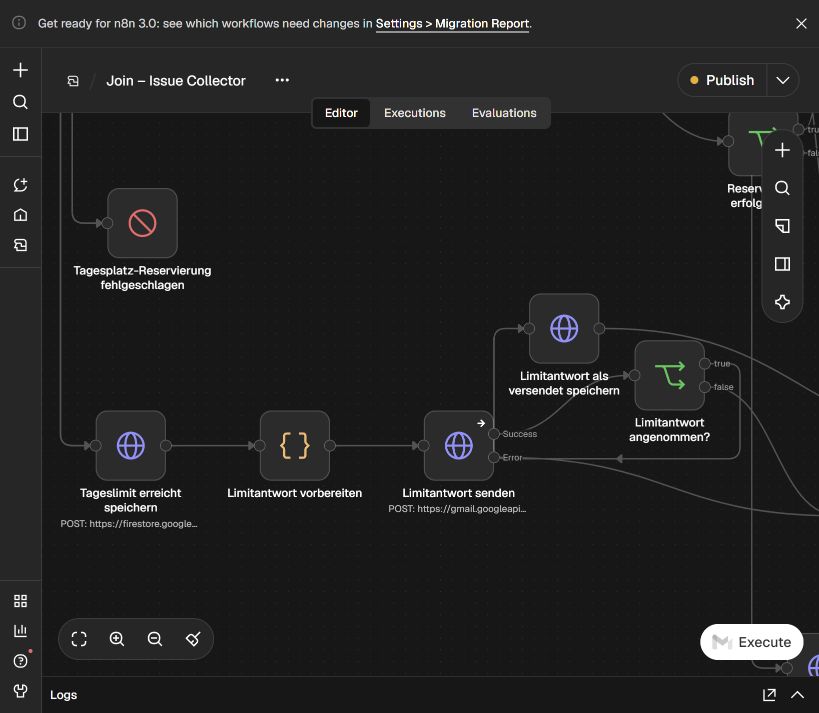 Get ready for n8n 3.0: see which workflows need changes in Settings > Migration Report.
/ Join – Issue Collector ...
Publish
Editor Executions Evaluations
true
Tagesplatz-Reservierung
fehlgeschlagen
Limitantwort als
versendet speichern
true
false
Limitantwort
angenommen?
Success
Error
Tageslimit erreicht
speichern
POST: https://firestore.google...
{ }
Limitantwort vorbereiten
Limitantwort senden
POST: https://gmail.googleapi...
Execute
Logs